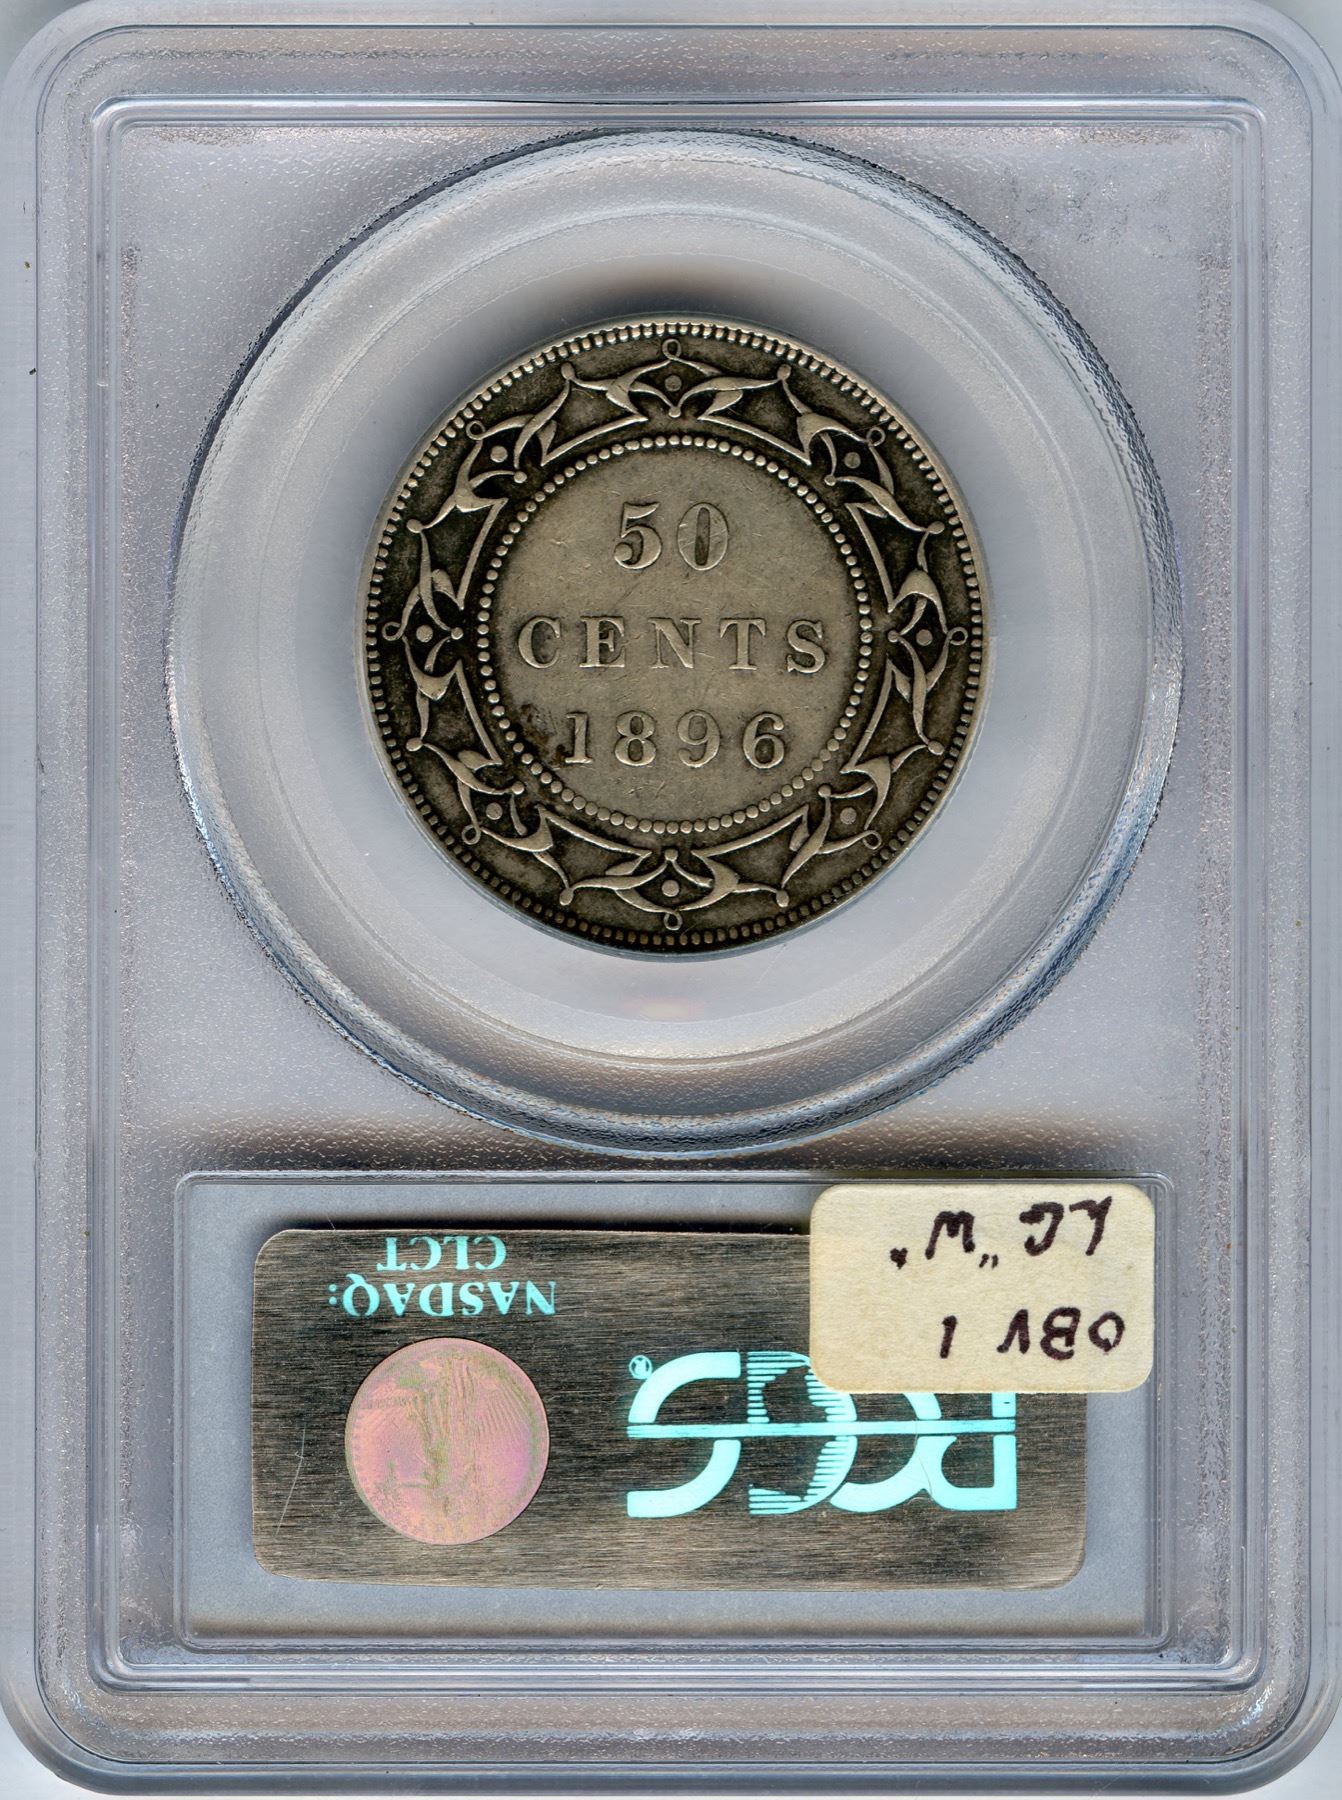 50
CENTS
1896
OBV 1
LC "W"
PCGS®
NASDAQ:
CLCT